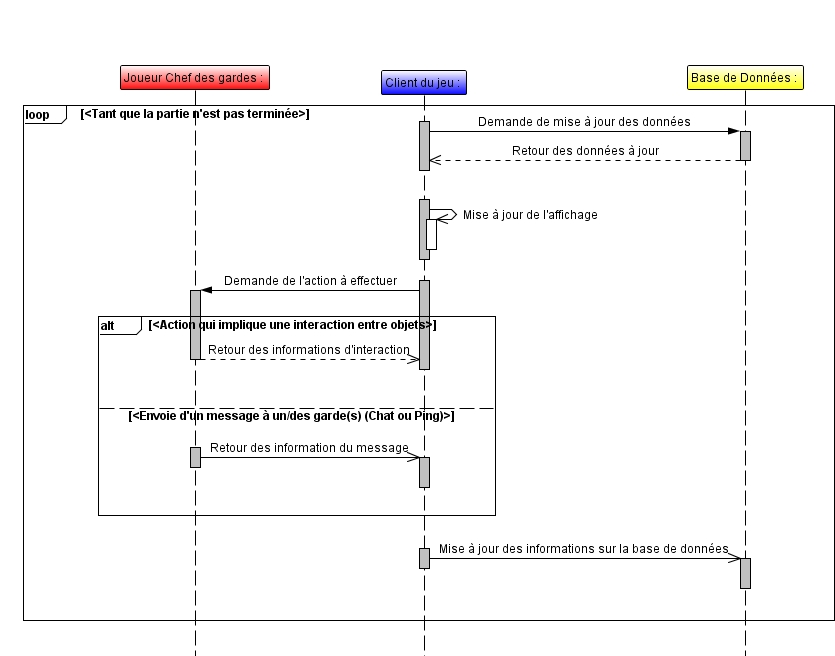 Joueur Chef des gardes :
Client du jeu :
Base de Données :
loop
[<Tant que la partie n'est pas terminée>]
Demande de mise à jour des données
Retour des données à jour
Mise à jour de l'affichage
Demande de l'action à effectuer
alt
[<Action qui implique une interaction entre objets>]
Retour des informations d'interaction
[<Envoie d'un message à un/des garde(s) (Chat ou Ping)>]
Retour des information du message
Mise à jour des informations sur la base de données